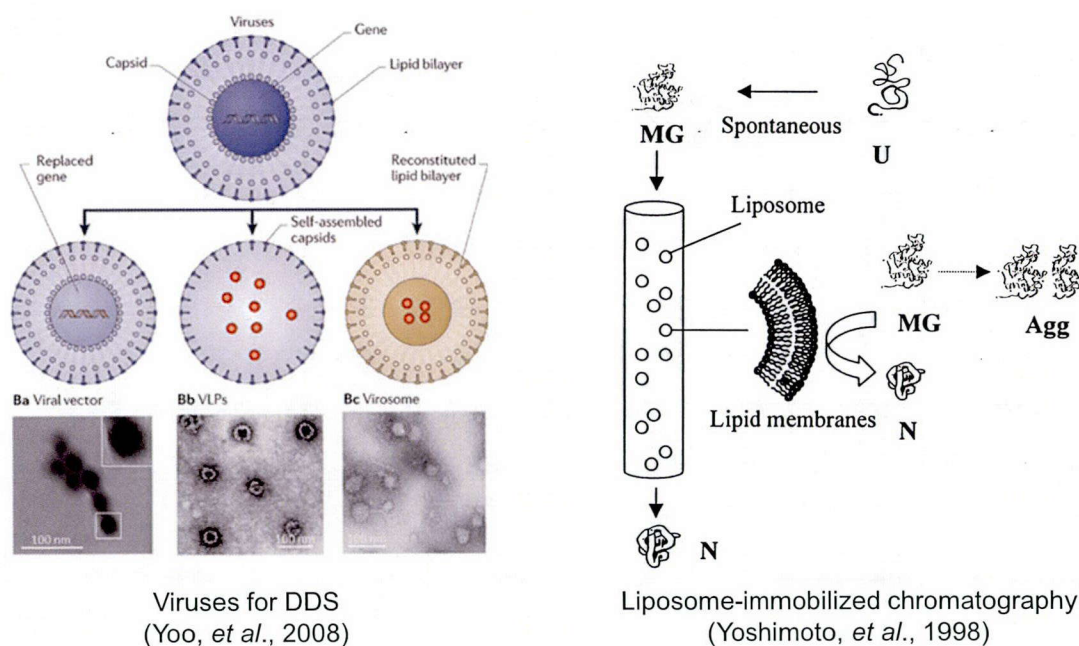 Viruses
Gene
Capsid
Lipid bilayer
Replaced
gene
Reconstituted
lipid bilayer
Self-assembled
capsids
Ba Viral vector
Bb VLPs
Bc Virosome
100 nm
100 nm
100 nm
Viruses for DDS
(Yoo, et al., 2008)
MG
Spontaneous
U
Liposome
MG
Agg
Lipid membranes
N
N
Liposome-immobilized chromatography
(Yoshimoto, et al., 1998)